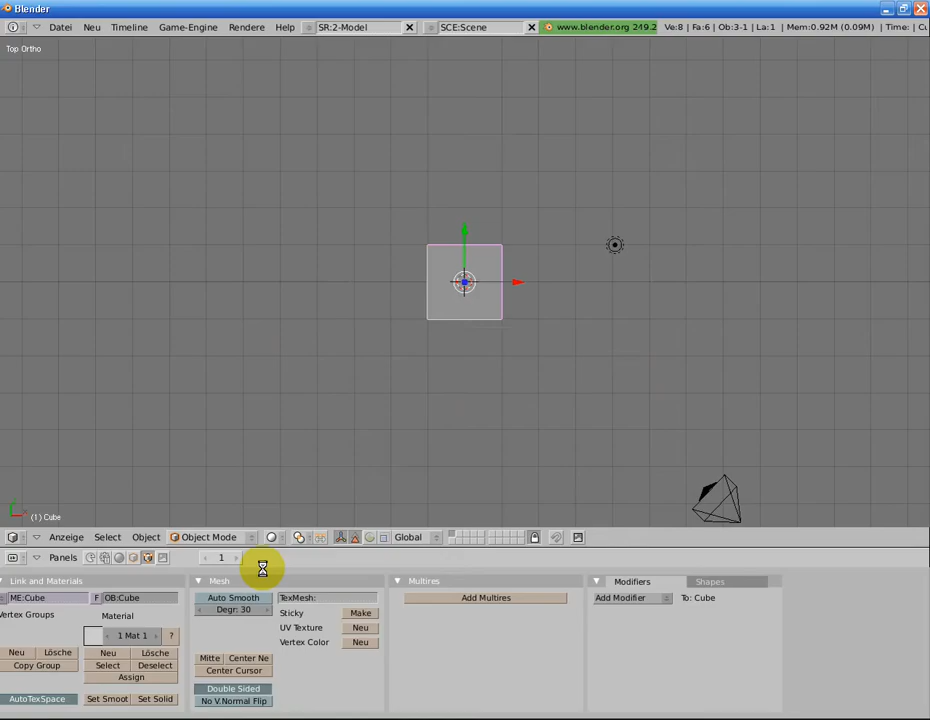 Blender
Datei Neu Timeline Game-Engine Rendere Help SR:2-Model SCE:Scene www.blender.org 249.2 Ve:8 | Fa:6 | Ob:3-1 | La:1 | Mem:0.92M (0.09M) | Time: | Cu
Top Ortho
(1) Cube
Anzeige Select Object Object Mode Global
Panels 1
Link and Materials Mesh Multires Modifiers Shapes
ME:Cube F OB:Cube Auto Smooth TexMesh: Add Multires Add Modifier To: Cube
Degr: 30
Vertex Groups Material Sticky Make
1 Mat 1 ? UV Texture Neu
Vertex Color Neu
Neu Lösche Neu Lösche Mitte Center Ne
Copy Group Select Deselect Center Cursor
Assign
Double Sided
AutoTexSpace Set Smoot Set Solid No V.Normal Flip